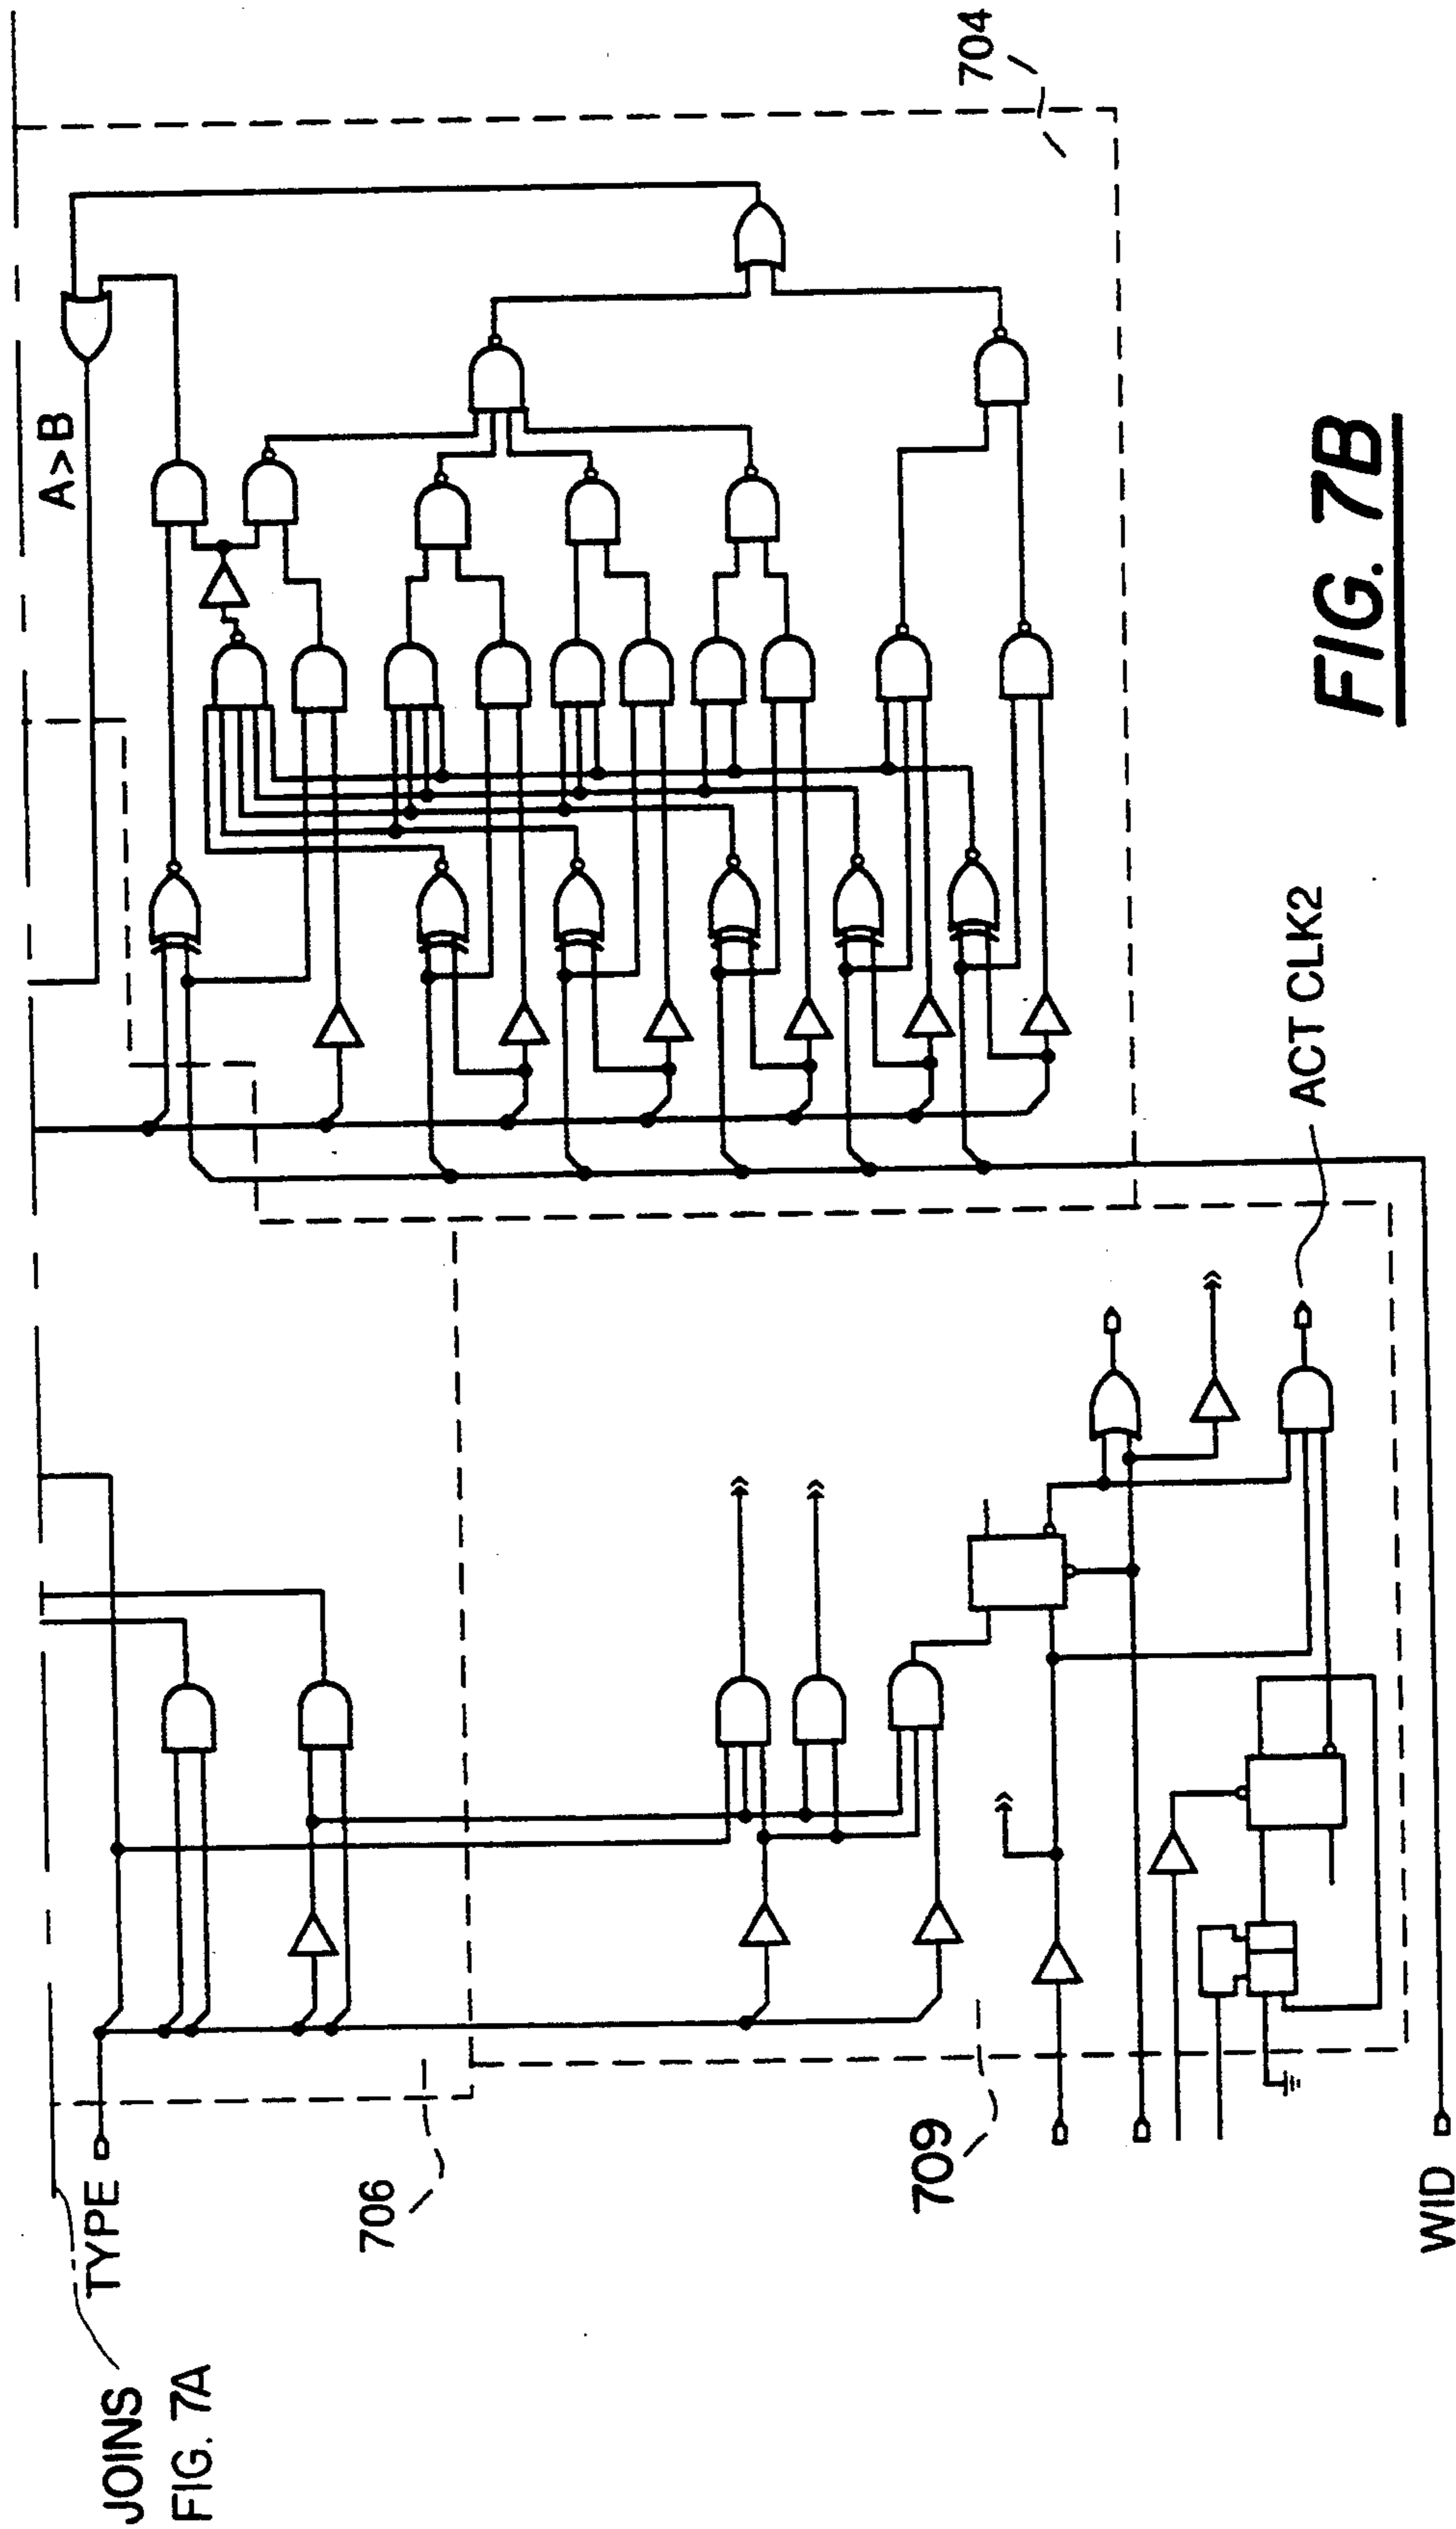 JOINS
FIG. 7A
TYPE
706
709
WID
A>B
704
ACT CLK2
FIG. 7B